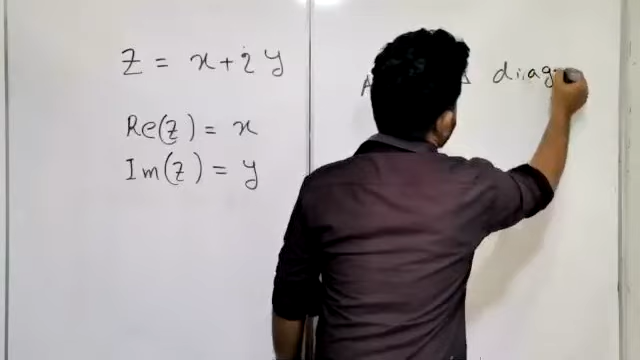 Z = x + i y
Re(z) = x
Im(z) = y
diag